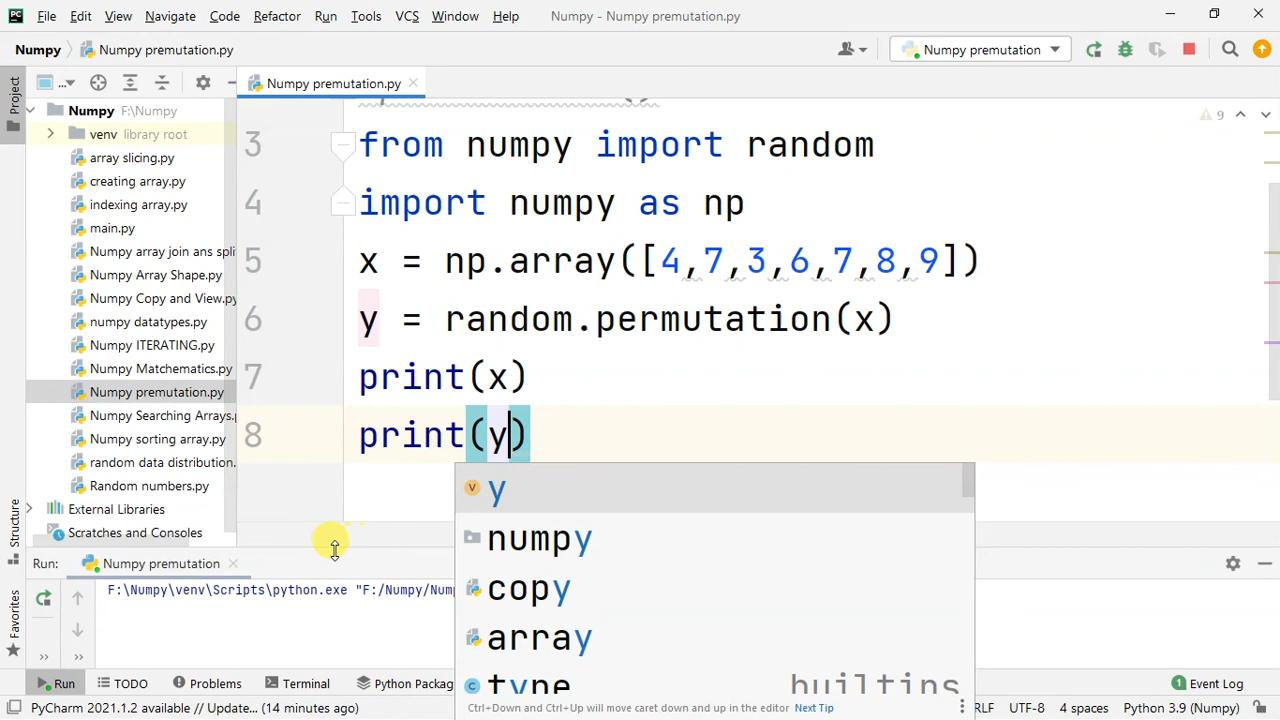 File Edit View Navigate Code Refactor Run Tools VCS Window Help Numpy - Numpy premutation.py
Numpy Numpy premutation.py Numpy premutation
... Numpy premutation.py
Numpy F:\Numpy
venv library root
array slicing.py
creating array.py
indexing array.py
main.py
Numpy array join ans spli
Numpy Array Shape.py
Numpy Copy and View.py
numpy datatypes.py
Numpy ITERATING.py
Numpy Matchematics.py
Numpy premutation.py
Numpy Searching Arrays.
Numpy sorting array.py
random data distribution.
Random numbers.py
External Libraries
Scratches and Consoles
Project
Structure
Favorites
9
3 from numpy import random
4 import numpy as np
5 x = np.array([4,7,3,6,7,8,9])
6 y = random.permutation(x)
7 print(x)
8 print(y)
y
numpy
copy
array
type builtins
Ctrl+Down and Ctrl+Up will move caret down and up in the editor Next Tip
Run: Numpy premutation
F:\Numpy\venv\Scripts\python.exe "F:/Numpy/Num
Run TODO Problems Terminal Python Packag 1 Event Log
PyCharm 2021.1.2 available // Update... (14 minutes ago) RLF UTF-8 4 spaces Python 3.9 (Numpy)